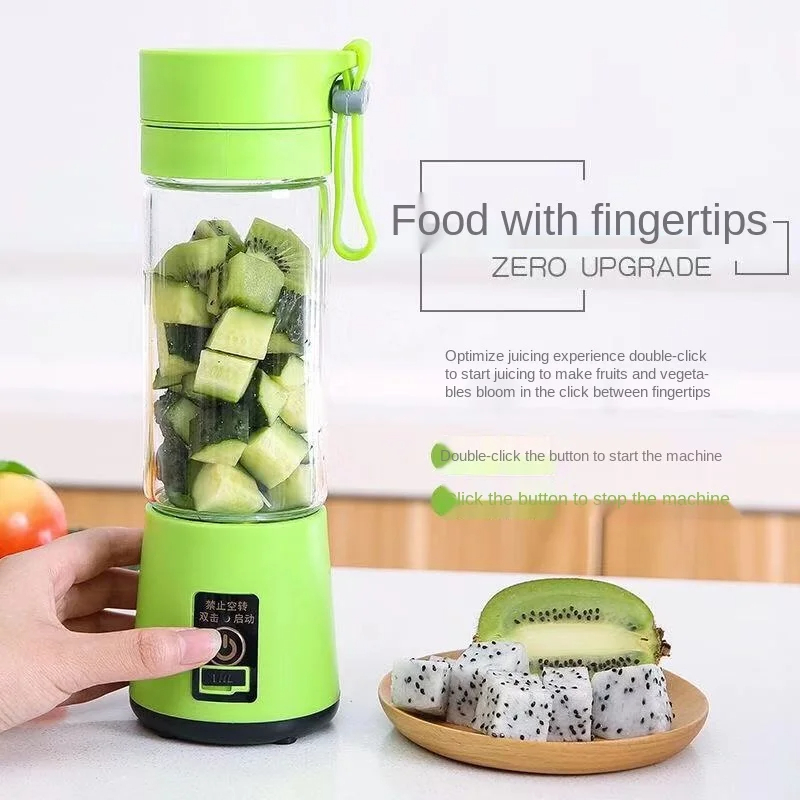 Food with fingertips
ZERO UPGRADE
Optimize juicing experience double-click
to start juicing to make fruits and vegeta-
bles bloom in the click between fingertips
Double-click the button to start the machine
Click the button to stop the machine
禁止空转
双击 启动